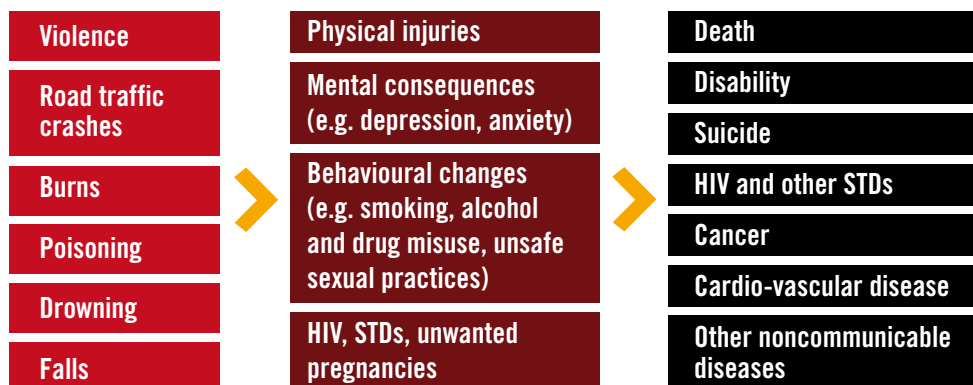 Violence
Road traffic
crashes
Burns
Poisoning
Drowning
Falls
Physical injuries
Mental consequences
(e.g. depression, anxiety)
Behavioural changes
(e.g. smoking, alcohol
and drug misuse, unsafe
sexual practices)
HIV, STDs, unwanted
pregnancies
Death
Disability
Suicide
HIV and other STDs
Cancer
Cardio-vascular disease
Other noncommunicable
diseases